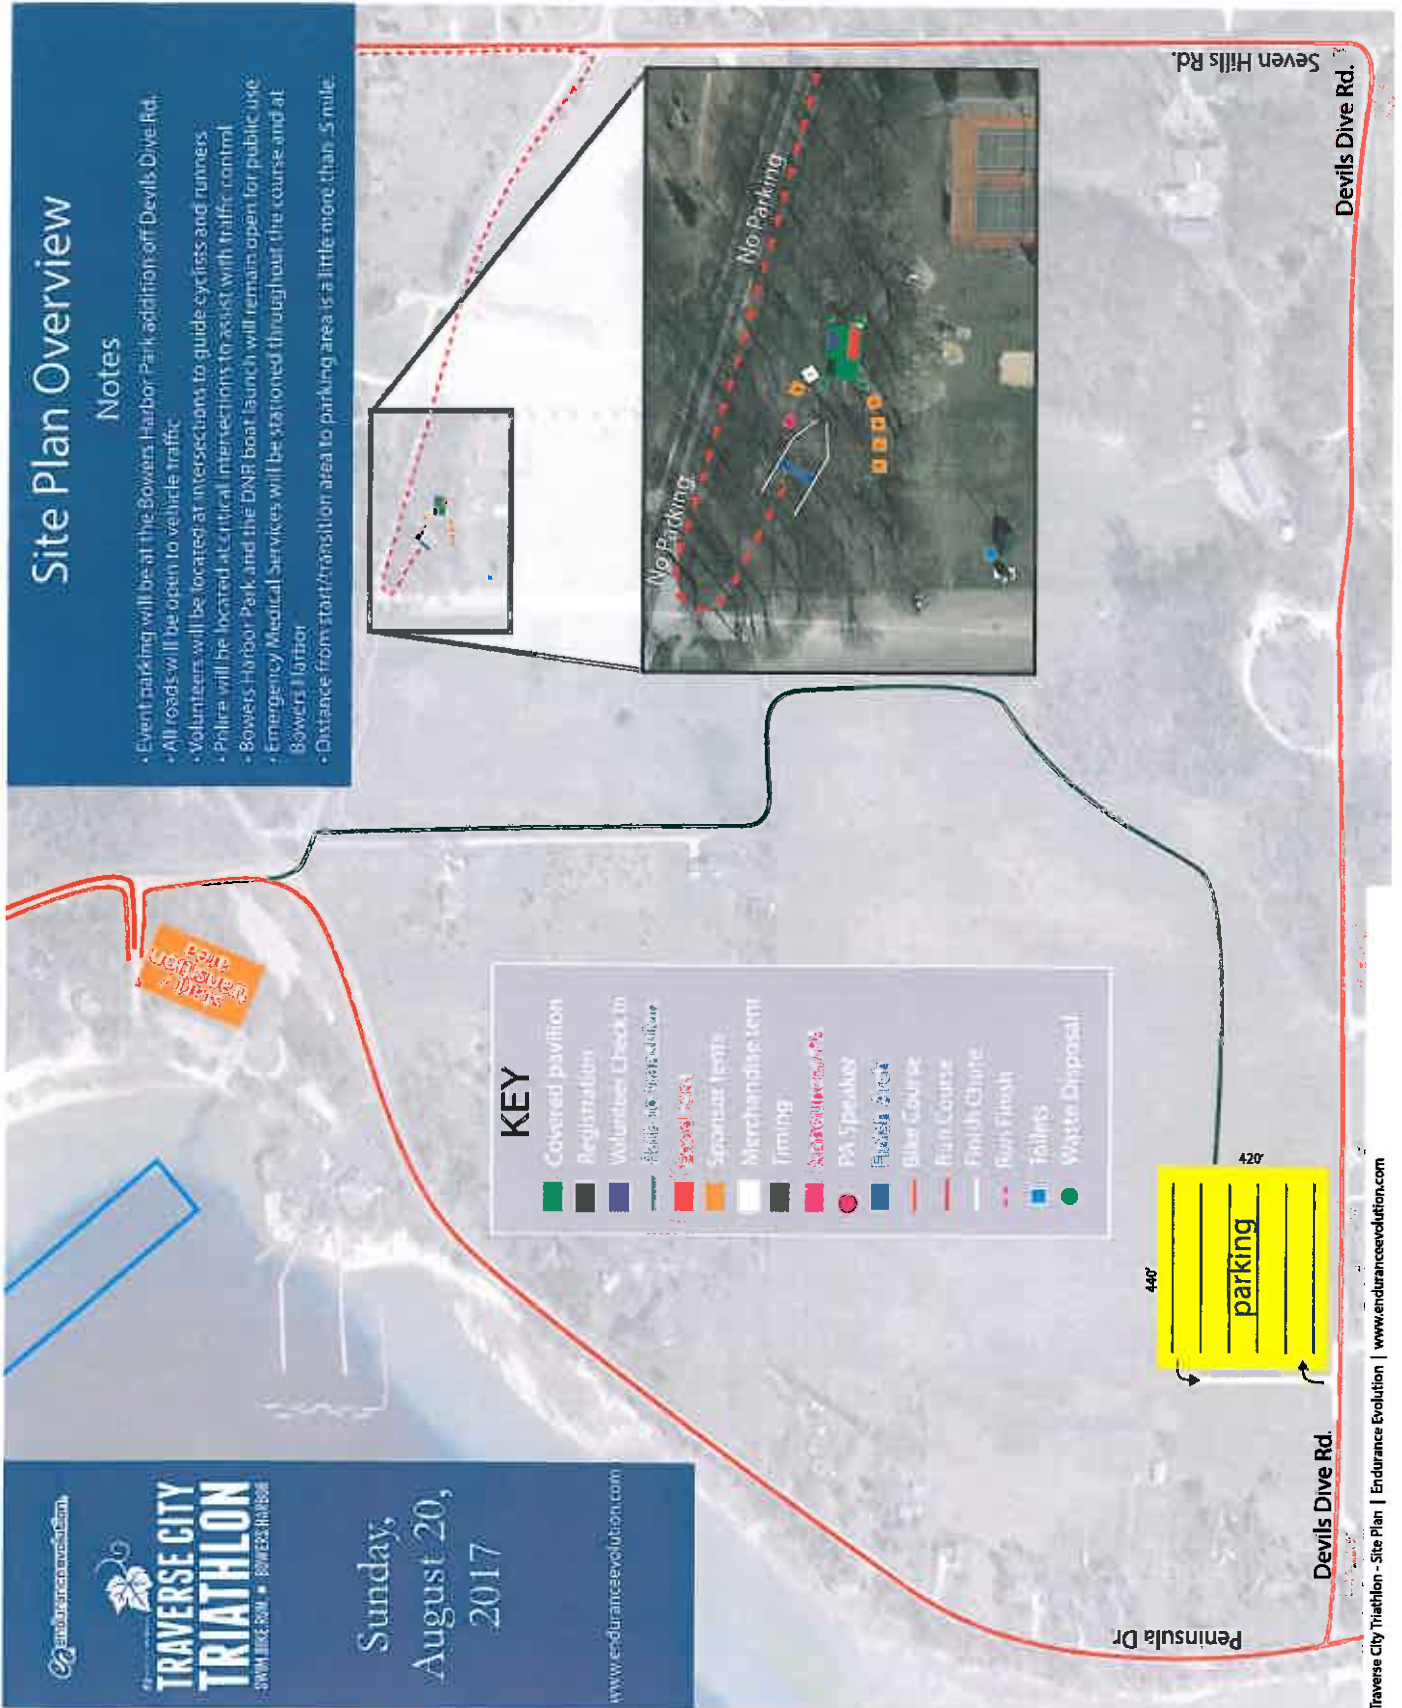 endurance evolution
TRAVERSE CITY
TRIATHLON
SWIM BIKE RUN • BOWERS HARBOR
Sunday,
August 20,
2017
www.enduranceevolution.com
Site Plan Overview
Notes
• Event parking will be at the Bowers Harbor Park addition off Devils Dive Rd.
• All roads will be open to vehicle traffic
• Volunteers will be located at intersections to guide cyclists and runners
• Police will be located at critical intersections to assist with traffic control
• Bowers Harbor Park and the DNR boat launch will remain open for public use
• Emergency Medical Services will be stationed throughout the course and at
Bowers Harbor
• Distance from start/transition area to parking area is a little more than .5 mile.
start /
transition
area
KEY
Covered pavilion
Registration
Volunteer Check in
Sponsor tents
Merchandise tent
Timing
PA Speaker
Bike Course
Run Course
Finish Chute
Run Finish
Toilets
Waste Disposal
No Parking
No Parking
Seven Hills Rd.
Devils Dive Rd.
440'
420'
parking
Devils Dive Rd.
Peninsula Dr
Traverse City Triathlon - Site Plan | Endurance Evolution | www.enduranceevolution.com